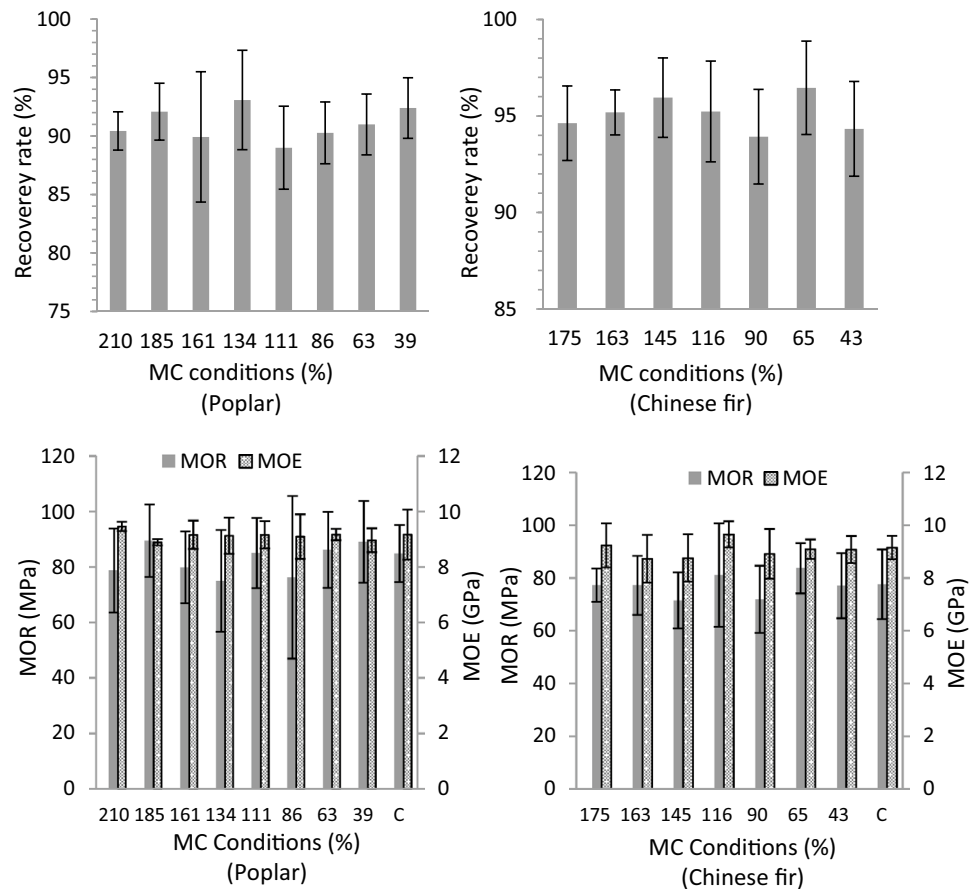 Recoverey rate (%)
100
95
90
85
80
75
210 185 161 134 111 86 63 39
MC conditions (%)
(Poplar)
Recoverey rate (%)
100
95
90
85
175 163 145 116 90 65 43
MC conditions (%)
(Chinese fir)
MOR MOE
MOR (MPa)
120
100
80
60
40
20
0
12
10
8
6
4
2
0
MOE (GPa)
210 185 161 134 111 86 63 39 C
MC Conditions (%)
(Poplar)
MOR MOE
MOR (MPa)
120
100
80
60
40
20
0
12
10
8
6
4
2
0
MOE (GPa)
175 163 145 116 90 65 43 C
MC Conditions (%)
(Chinese fir)